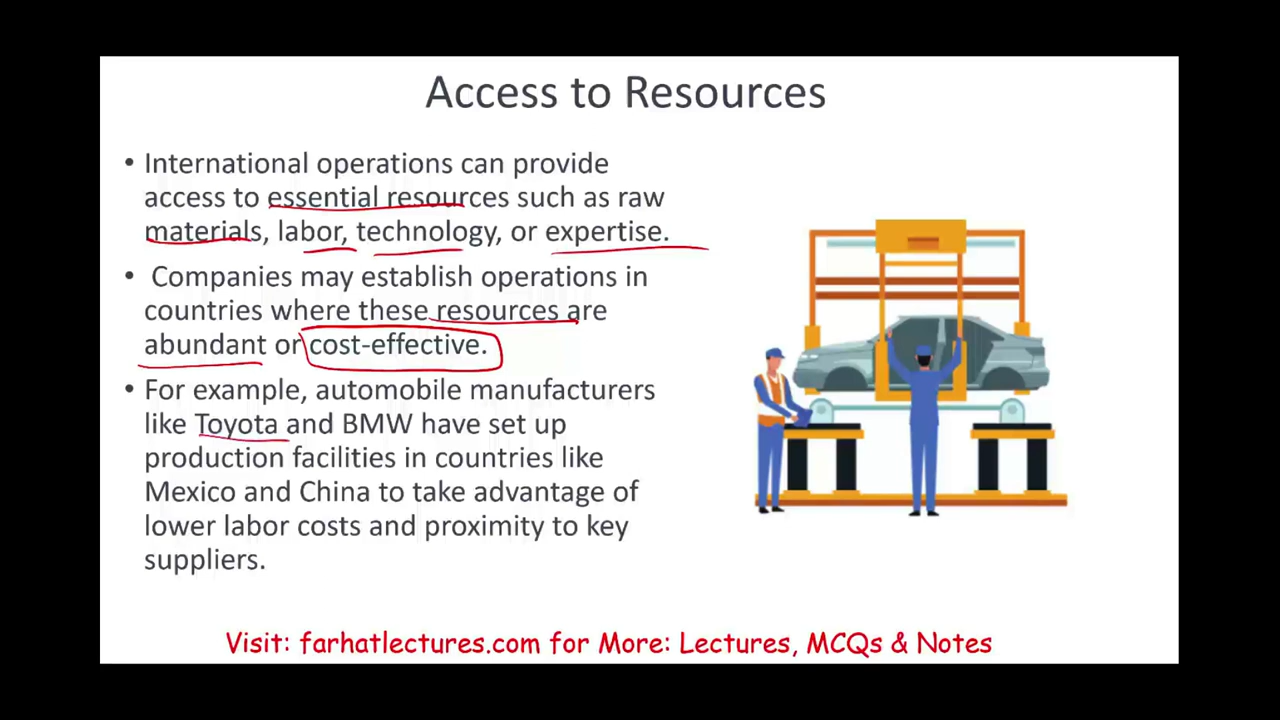 Access to Resources
• International operations can provide
access to essential resources such as raw
materials, labor, technology, or expertise.
• Companies may establish operations in
countries where these resources are
abundant or cost-effective.
• For example, automobile manufacturers
like Toyota and BMW have set up
production facilities in countries like
Mexico and China to take advantage of
lower labor costs and proximity to key
suppliers.
Visit: farhatlectures.com for More: Lectures, MCQs & Notes